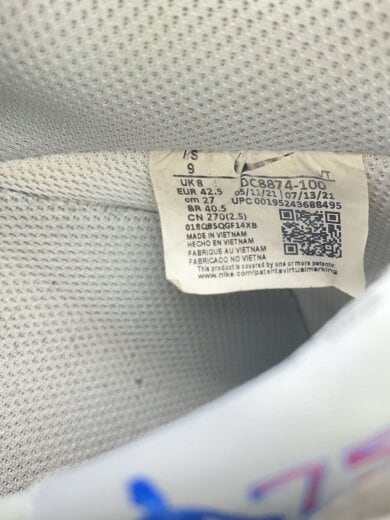 US
9
VT
UK 8
EUR 42.5
cm 27
BR 40.5
CN 270(2.5)
DC8874-100
05/11/21 07/13/21
UPC 00195243688495
018Q8SQGF14XB
MADE IN VIETNAM
HECHO EN VIETNAM
FABRIQUE AU VIETNAM
FABRICADO NO VIETNA
This product is covered by one or more patents:
www.nike.com/patentsvirtualmarking